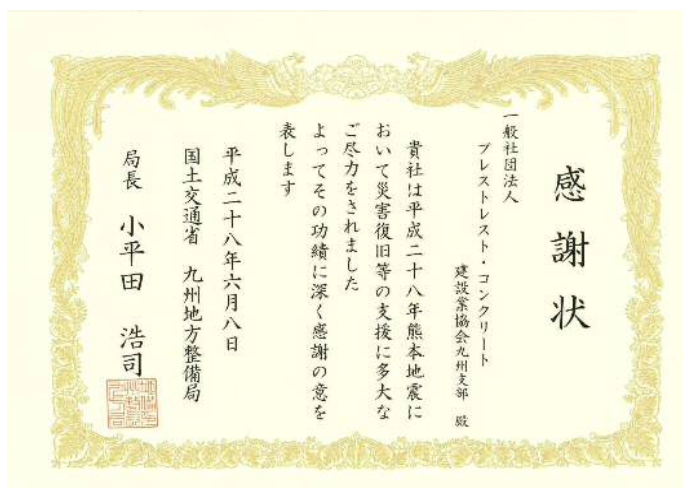 感謝状
一般社団法人
プレストレスト・コンクリート
建設業協会九州支部 殿
貴社は平成二十八年熊本地震に
おいて災害復旧等の支援に多大な
ご尽力をされました
よってその功績に深く感謝の意を
表します
平成二十八年六月八日
国土交通省 九州地方整備局
局長 小平田 浩司